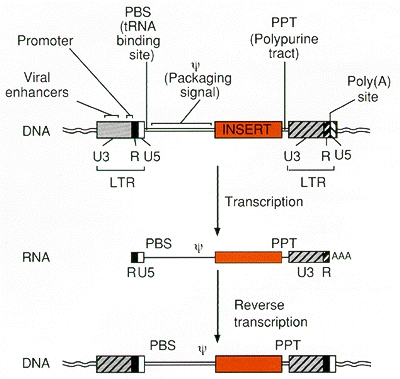 PBS
(tRNA
binding
site)
PPT
(Polypurine
tract)
Promoter
ψ
(Packaging
signal)
Viral
enhancers
Poly(A)
site
DNA
INSERT
U3 R U5
U3 R U5
LTR
LTR
Transcription
RNA
PBS ψ PPT
AAA
R U5
U3 R
Reverse
transcription
PBS ψ PPT
DNA